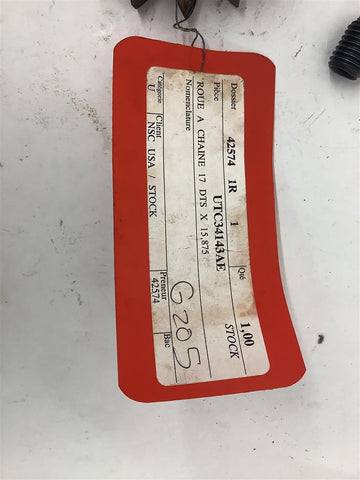 Dossier 42574 1R 1 Qté 1,00
Pièce UTC34143AE STOCK
ROUE A CHAINE 17 DTS X 15,875
Nomenclature
Catégorie Client Preneur Bac
U NSC USA / STOCK 42574
G205